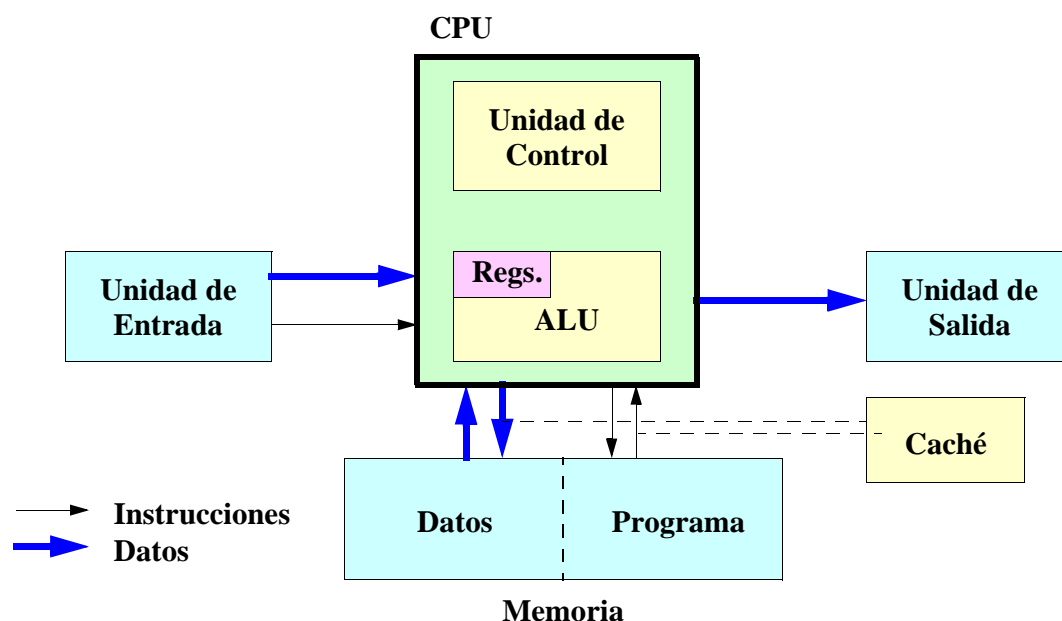 CPU
Unidad de
Control
Unidad de
Entrada
Regs.
ALU
Unidad de
Salida
Caché
Datos
Programa
Instrucciones
Datos
Memoria